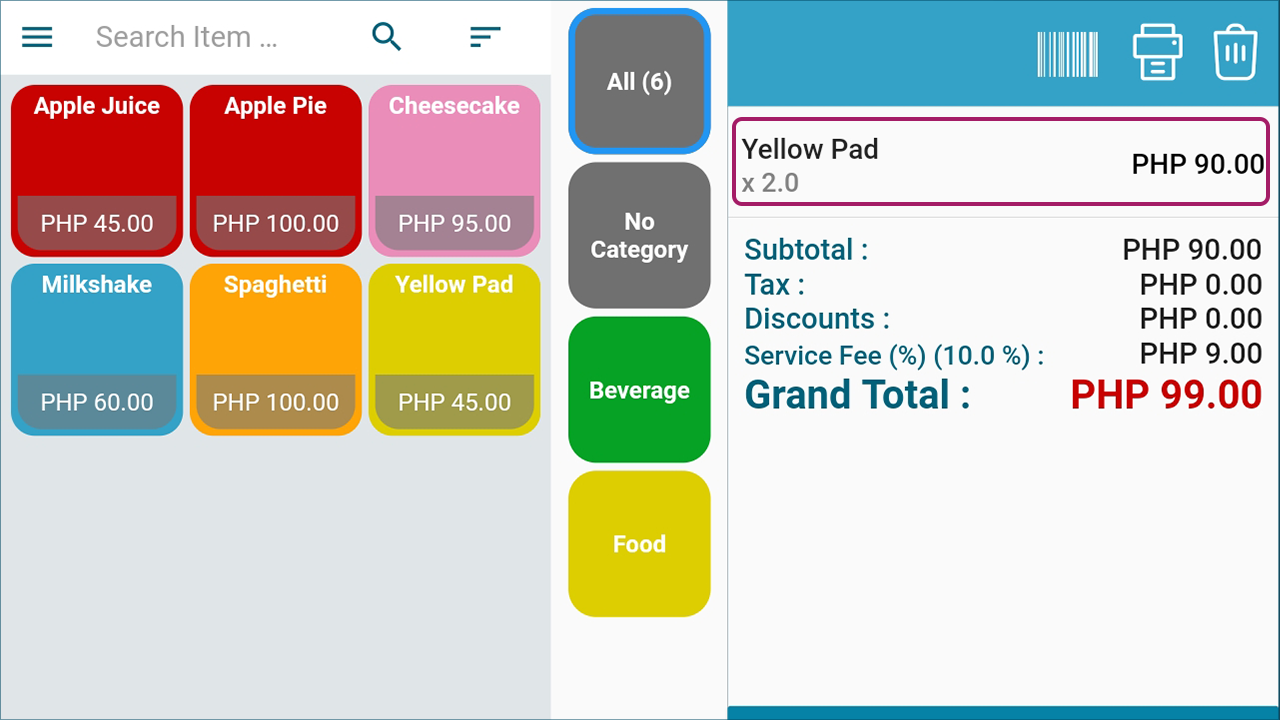 Search Item ...
Apple Juice
PHP 45.00
Apple Pie
PHP 100.00
Cheesecake
PHP 95.00
Milkshake
PHP 60.00
Spaghetti
PHP 100.00
Yellow Pad
PHP 45.00
All (6)
No
Category
Beverage
Food
Yellow Pad
x 2.0
PHP 90.00
Subtotal : PHP 90.00
Tax : PHP 0.00
Discounts : PHP 0.00
Service Fee (%) (10.0 %) : PHP 9.00
Grand Total : PHP 99.00